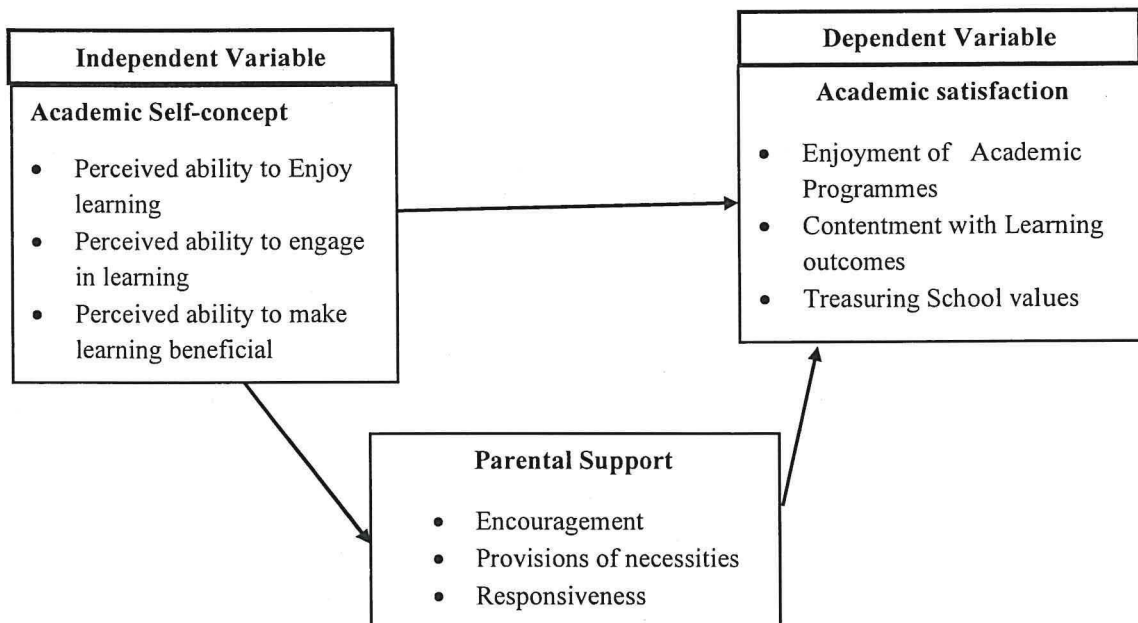 Independent Variable
Academic Self-concept
• Perceived ability to Enjoy
learning
• Perceived ability to engage
in learning
• Perceived ability to make
learning beneficial
Dependent Variable
Academic satisfaction
• Enjoyment of Academic
Programmes
• Contentment with Learning
outcomes
• Treasuring School values
Parental Support
• Encouragement
• Provisions of necessities
• Responsiveness